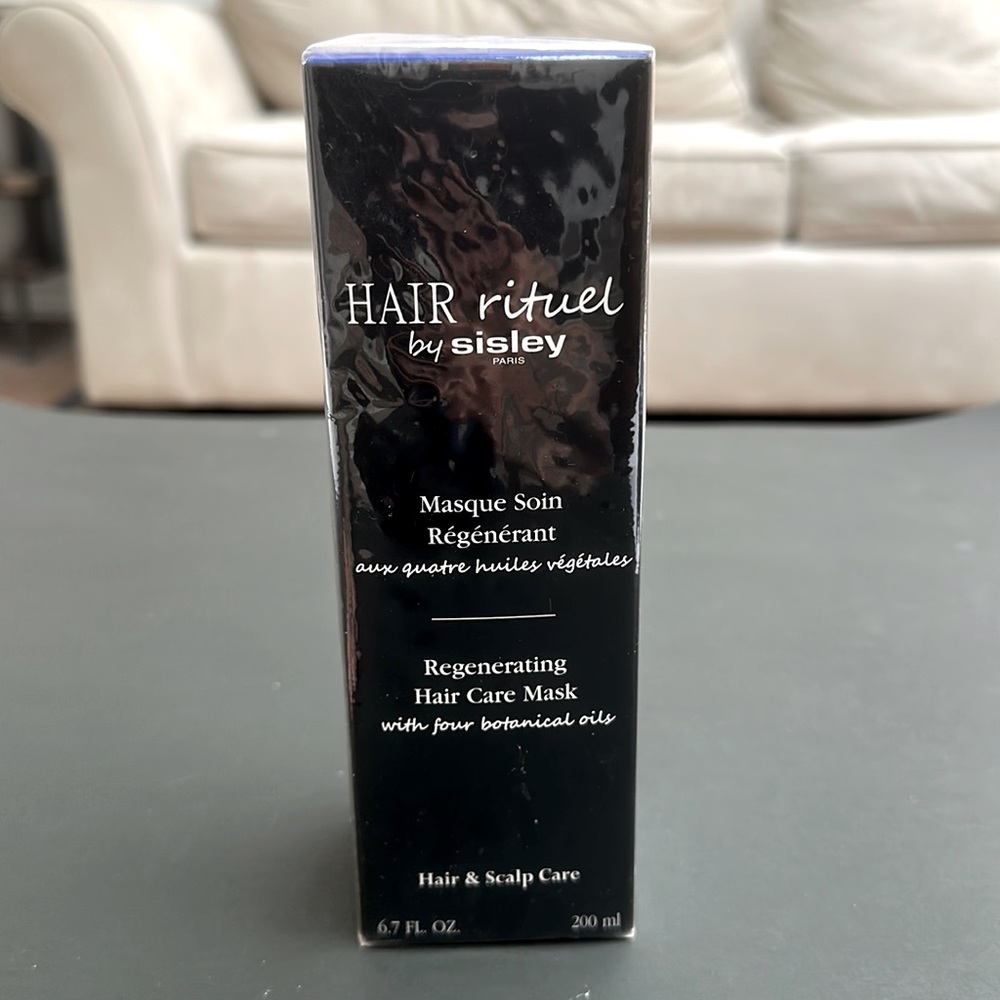 HAIR rituel
by sisley
PARIS
Masque Soin
Régénérant
aux quatre huiles végétales
Regenerating
Hair Care Mask
with four botanical oils
Hair & Scalp Care
6.7 FL. OZ. 200 ml